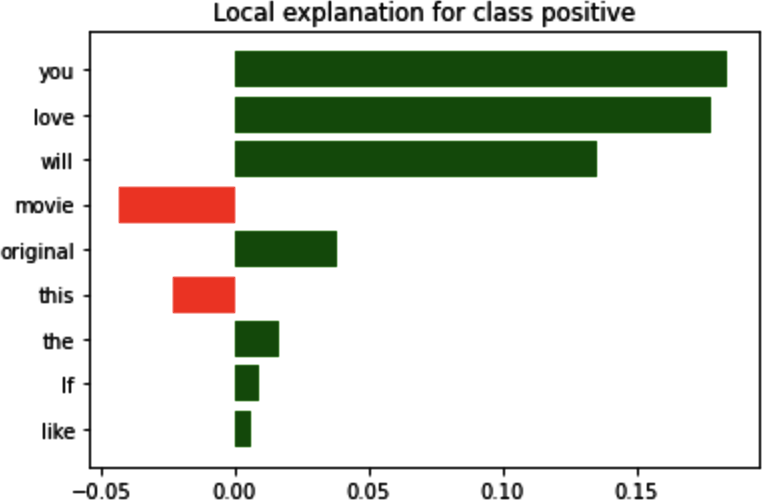 Local explanation for class positive
you
love
will
movie
original
this
the
If
like
−0.05 0.00 0.05 0.10 0.15